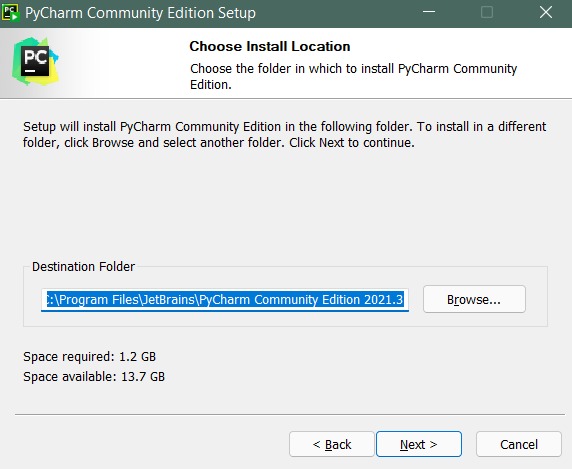 PC PyCharm Community Edition Setup
PC
Choose Install Location
Choose the folder in which to install PyCharm Community
Edition.
Setup will install PyCharm Community Edition in the following folder. To install in a different
folder, click Browse and select another folder. Click Next to continue.
Destination Folder
:\Program Files\JetBrains\PyCharm Community Edition 2021.3
Browse...
Space required: 1.2 GB
Space available: 13.7 GB
< Back
Next >
Cancel